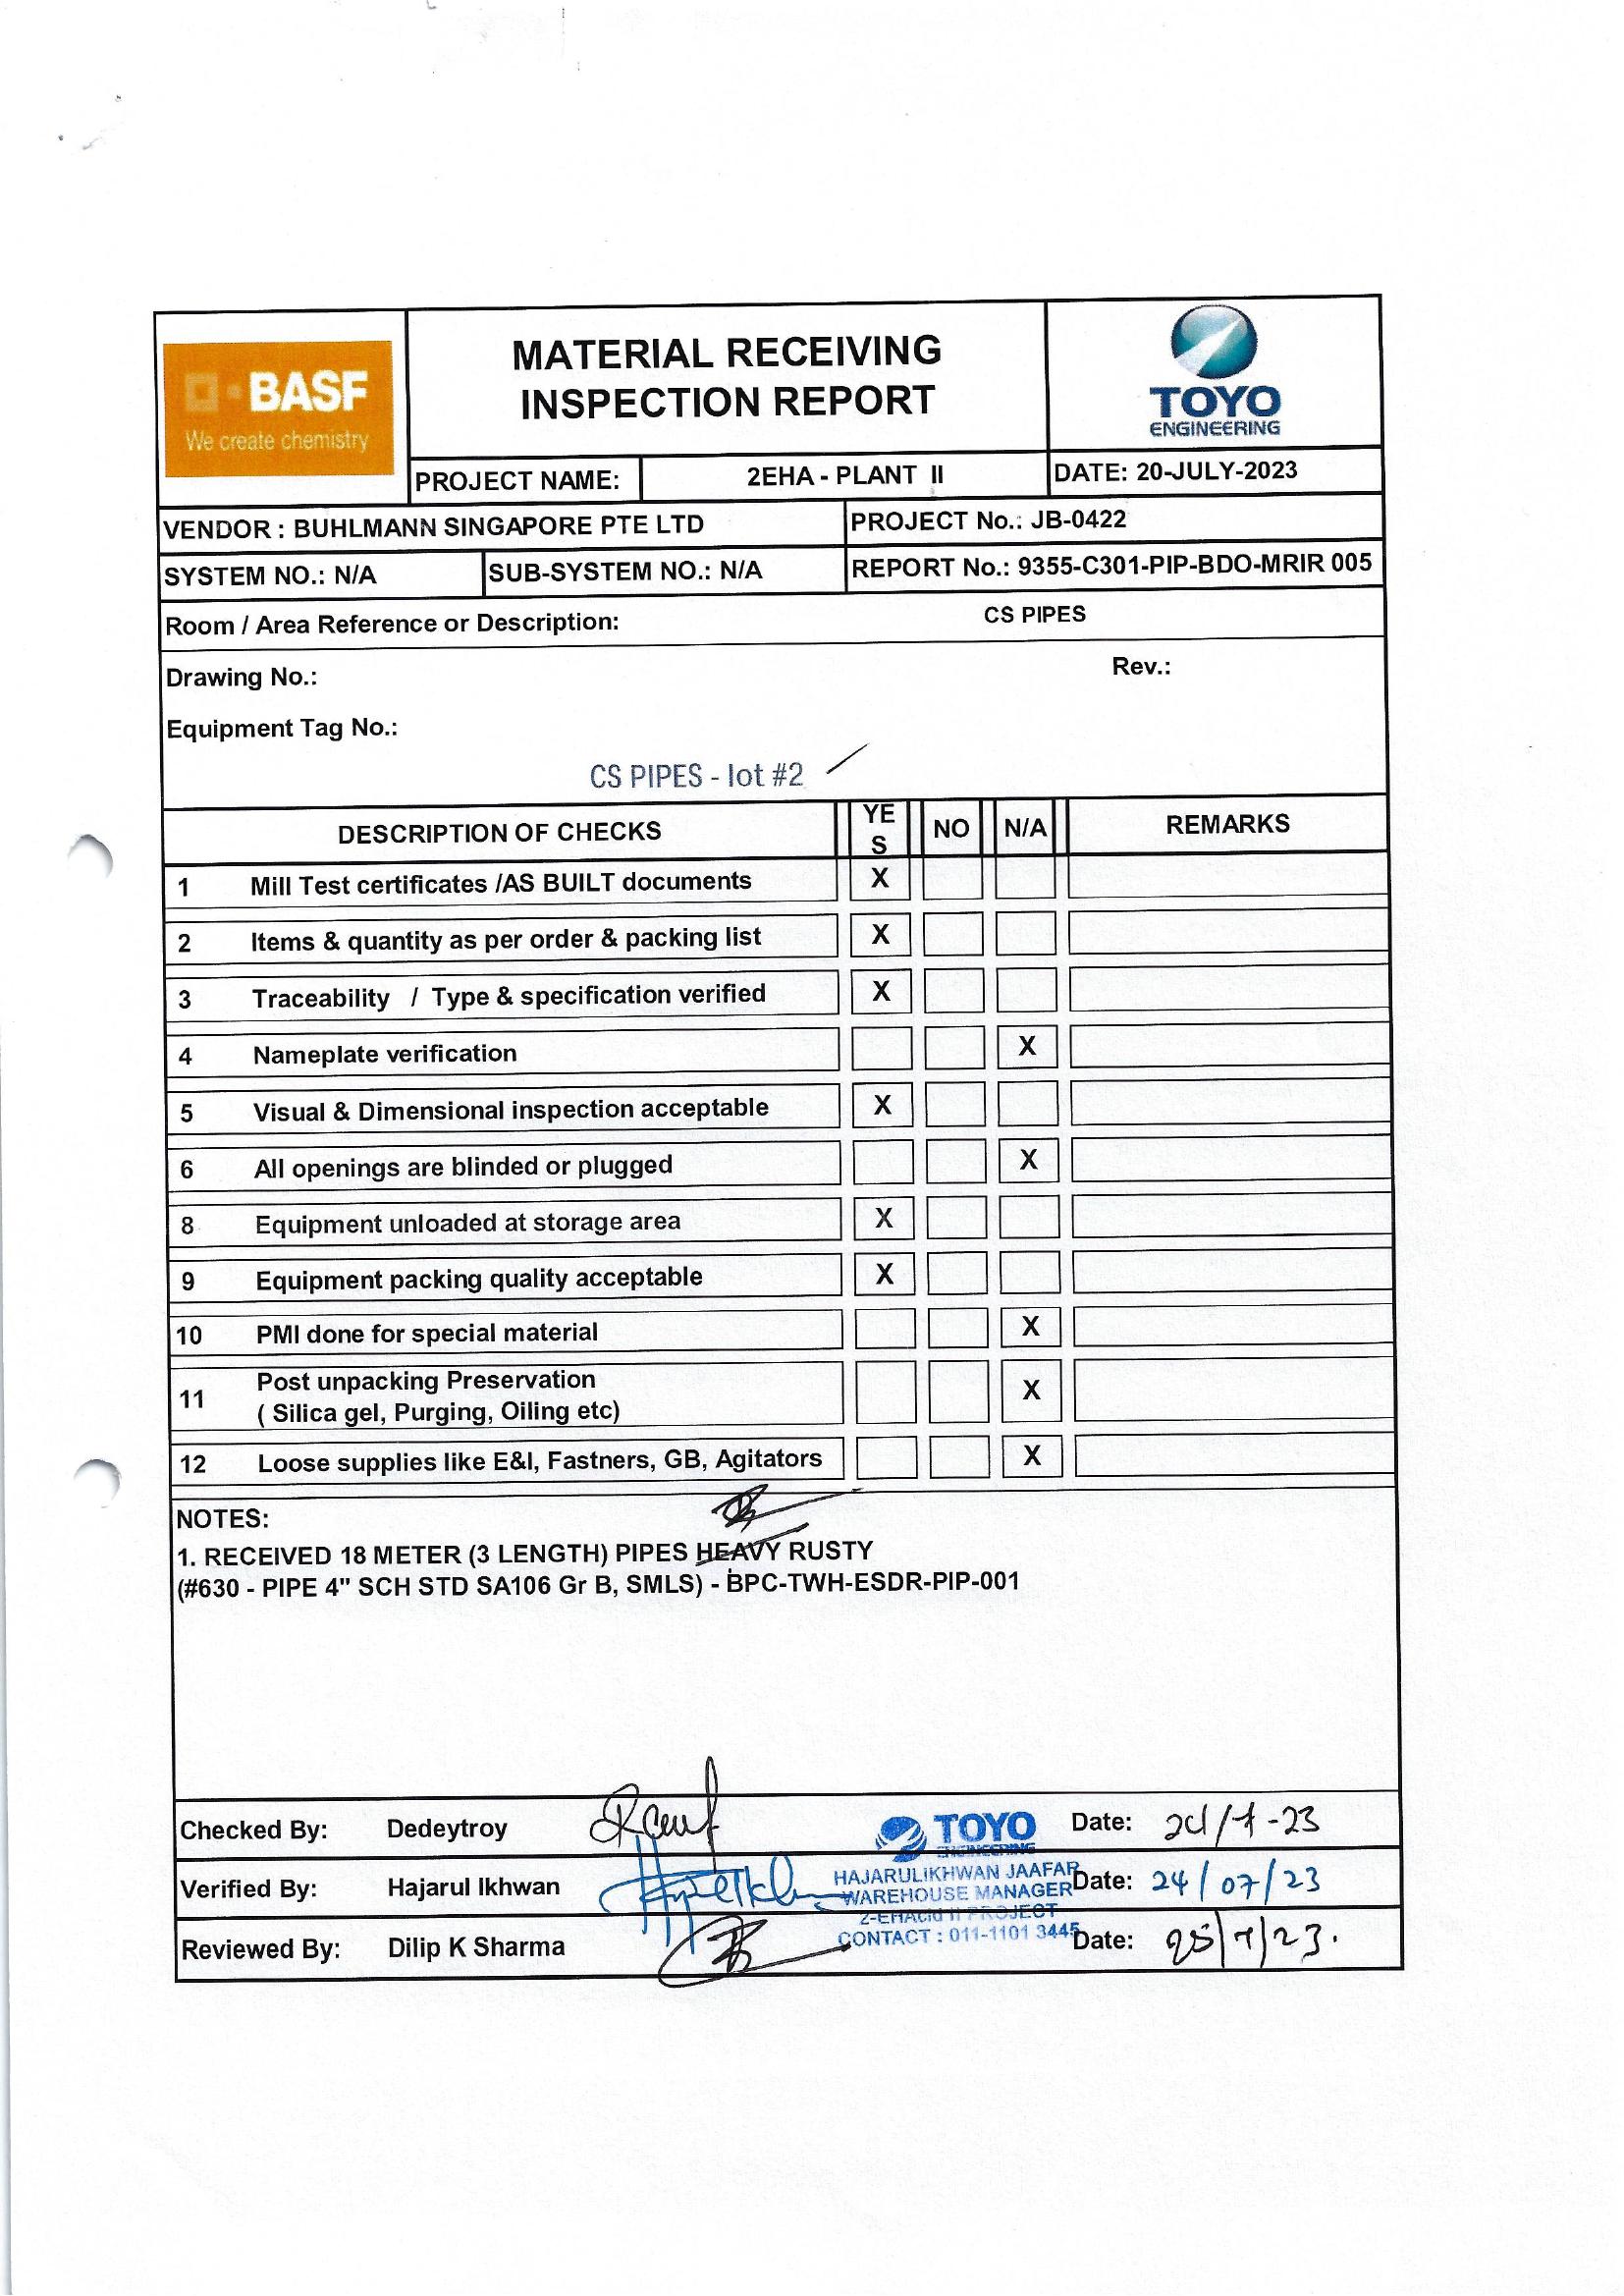 BASF
We create chemistry
MATERIAL RECEIVING
INSPECTION REPORT
TOYO
ENGINEERING
PROJECT NAME: 2EHA - PLANT II DATE: 20-JULY-2023
VENDOR : BUHLMANN SINGAPORE PTE LTD PROJECT No.: JB-0422
SYSTEM NO.: N/A SUB-SYSTEM NO.: N/A REPORT No.: 9355-C301-PIP-BDO-MRIR 005
Room / Area Reference or Description: CS PIPES
Drawing No.: Rev.:
Equipment Tag No.:
CS PIPES - lot #2
DESCRIPTION OF CHECKS YES NO N/A REMARKS
1 Mill Test certificates /AS BUILT documents X
2 Items & quantity as per order & packing list X
3 Traceability / Type & specification verified X
4 Nameplate verification X
5 Visual & Dimensional inspection acceptable X
6 All openings are blinded or plugged X
8 Equipment unloaded at storage area X
9 Equipment packing quality acceptable X
10 PMI done for special material X
11 Post unpacking Preservation
( Silica gel, Purging, Oiling etc) X
12 Loose supplies like E&I, Fastners, GB, Agitators X
NOTES:
1. RECEIVED 18 METER (3 LENGTH) PIPES HEAVY RUSTY
(#630 - PIPE 4" SCH STD SA106 Gr B, SMLS) - BPC-TWH-ESDR-PIP-001
Checked By: Dedeytroy Date: 24/7-23
TOYO
ENGINEERING
HAJARULIKHWAN JAAFAR
WAREHOUSE MANAGER
2-EHAcid II PROJECT
CONTACT : 011-1101 3445
Verified By: Hajarul Ikhwan Date: 24/07/23
Reviewed By: Dilip K Sharma Date: 25/7/23.